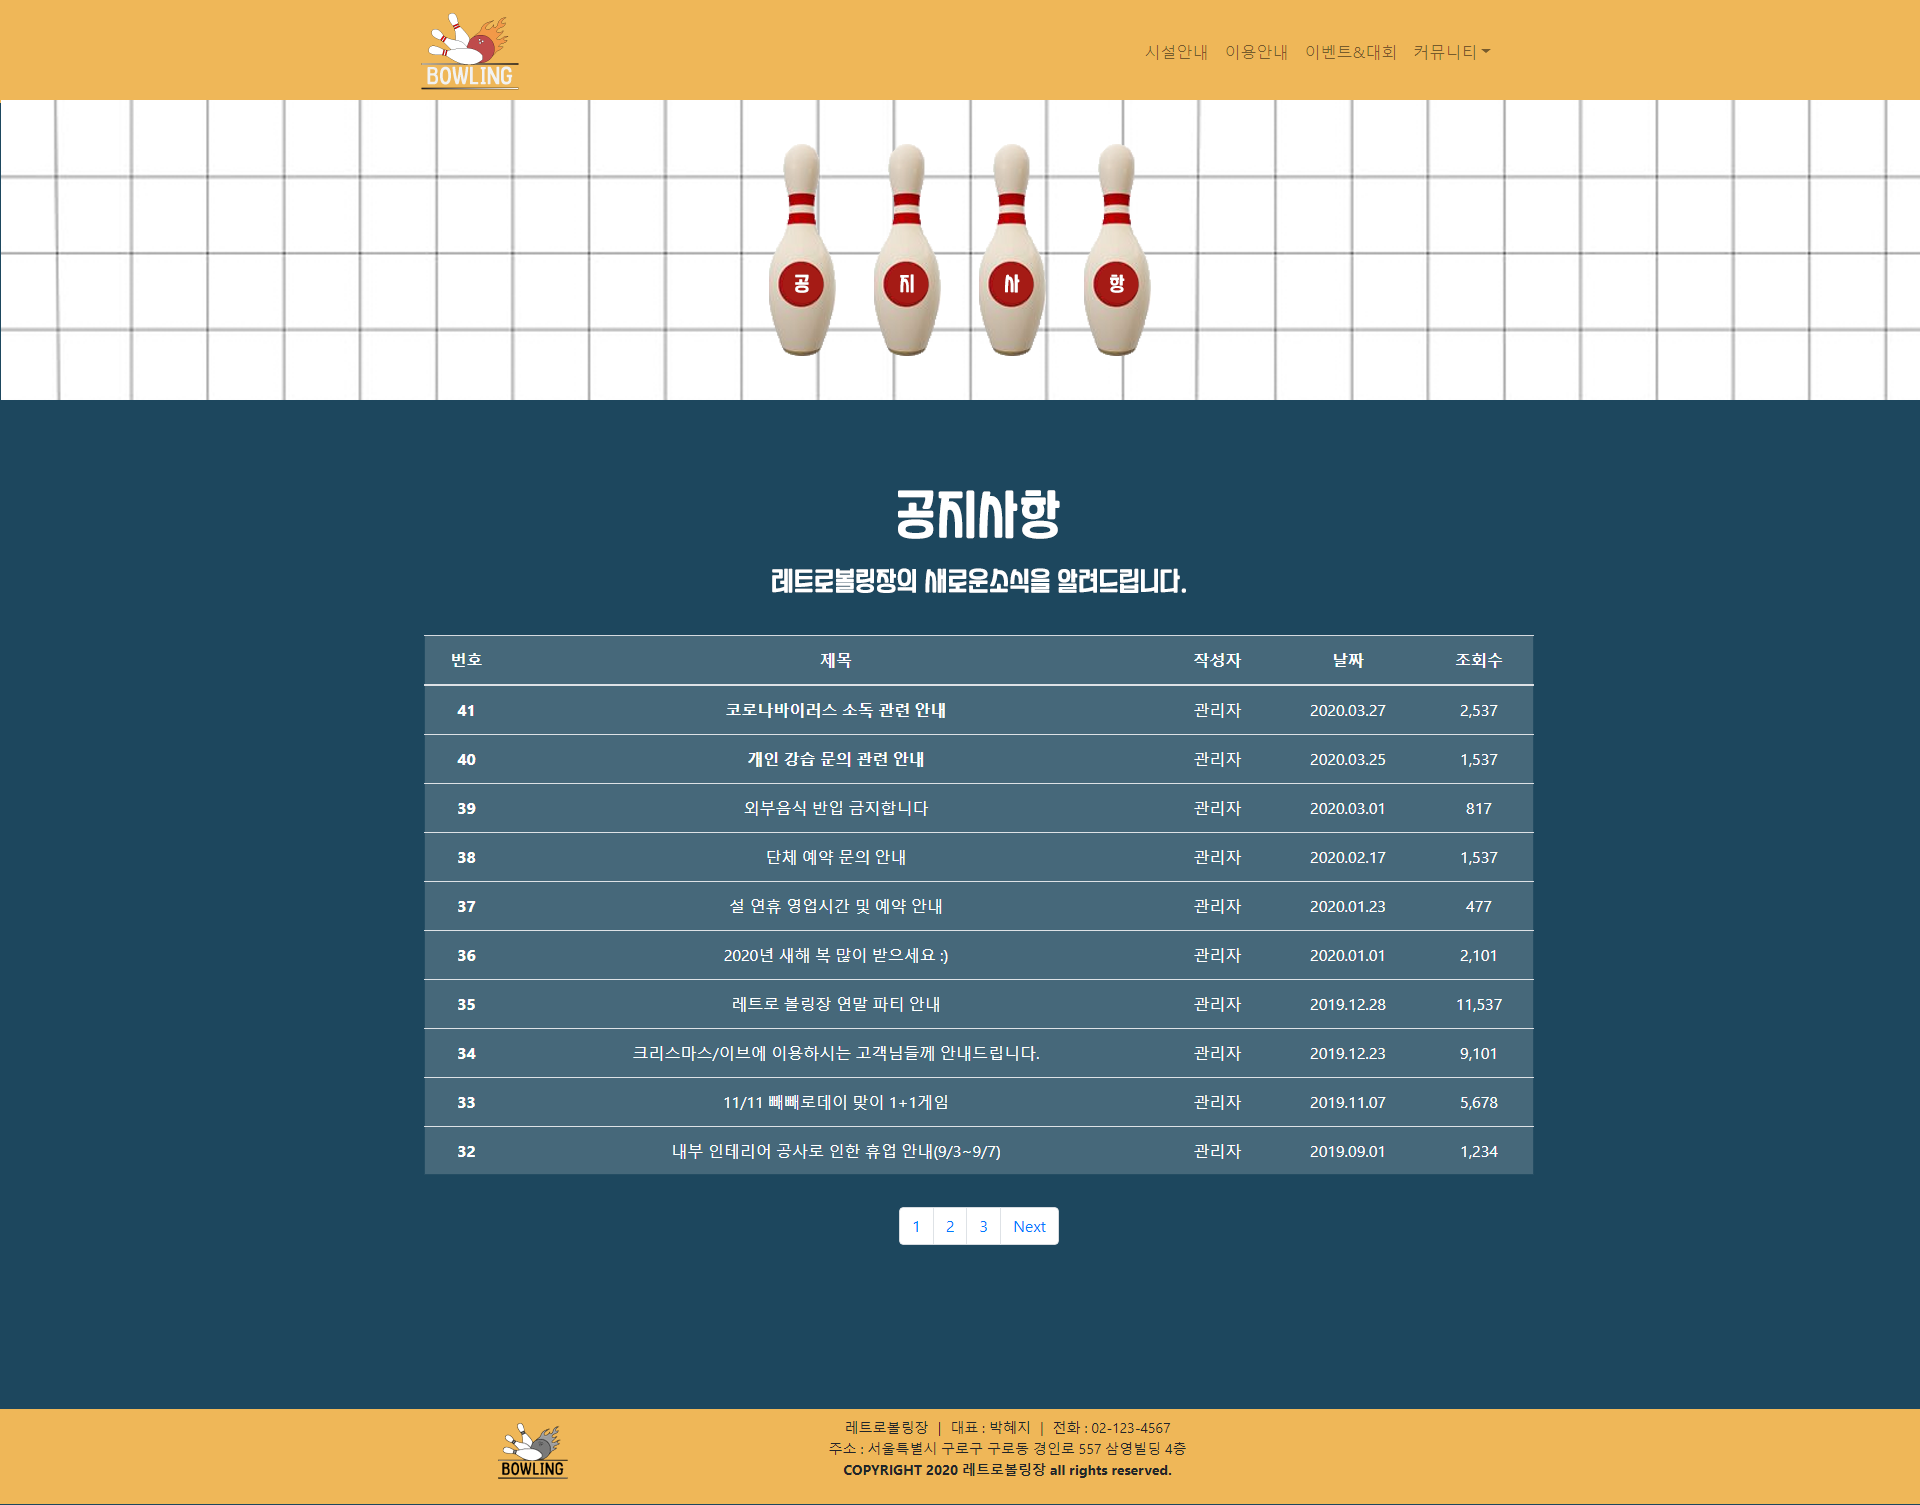 BOWLING
시설안내 이용안내 이벤트&대회 커뮤니티
공 지 사 항
공지사항
레트로볼링장의 새로운소식을 알려드립니다.
번호 제목 작성자 날짜 조회수
41 코로나바이러스 소독 관련 안내 관리자 2020.03.27 2,537
40 개인 강습 문의 관련 안내 관리자 2020.03.25 1,537
39 외부음식 반입 금지합니다 관리자 2020.03.01 817
38 단체 예약 문의 안내 관리자 2020.02.17 1,537
37 설 연휴 영업시간 및 예약 안내 관리자 2020.01.23 477
36 2020년 새해 복 많이 받으세요 :) 관리자 2020.01.01 2,101
35 레트로 볼링장 연말 파티 안내 관리자 2019.12.28 11,537
34 크리스마스/이브에 이용하시는 고객님들께 안내드립니다. 관리자 2019.12.23 9,101
33 11/11 빼빼로데이 맞이 1+1게임 관리자 2019.11.07 5,678
32 내부 인테리어 공사로 인한 휴업 안내(9/3~9/7) 관리자 2019.09.01 1,234
1 2 3 Next
BOWLING
레트로볼링장 | 대표 : 박혜지 | 전화 : 02-123-4567
주소 : 서울특별시 구로구 구로동 경인로 557 삼영빌딩 4층
COPYRIGHT 2020 레트로볼링장 all rights reserved.